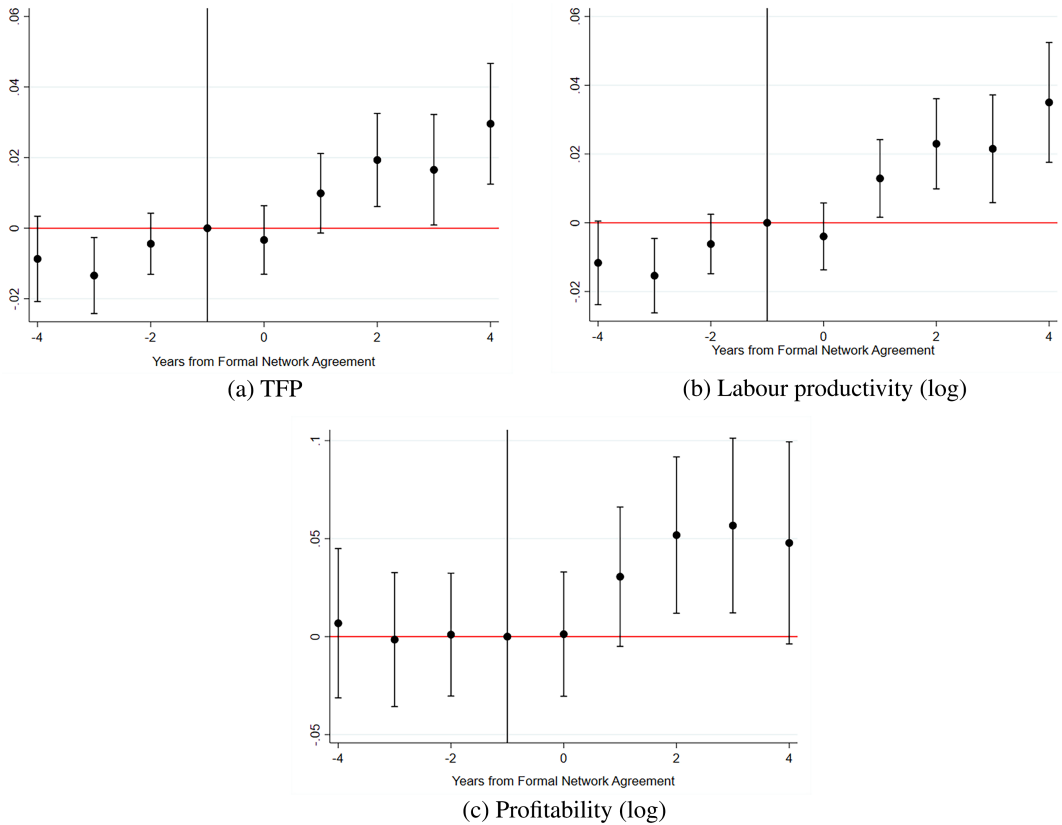 .06
.04
.02
0
-.02
-4 -2 0 2 4
Years from Formal Network Agreement
(a) TFP
.06
.04
.02
0
-.02
-4 -2 0 2 4
Years from Formal Network Agreement
(b) Labour productivity (log)
.1
.05
0
-.05
-4 -2 0 2 4
Years from Formal Network Agreement
(c) Profitability (log)